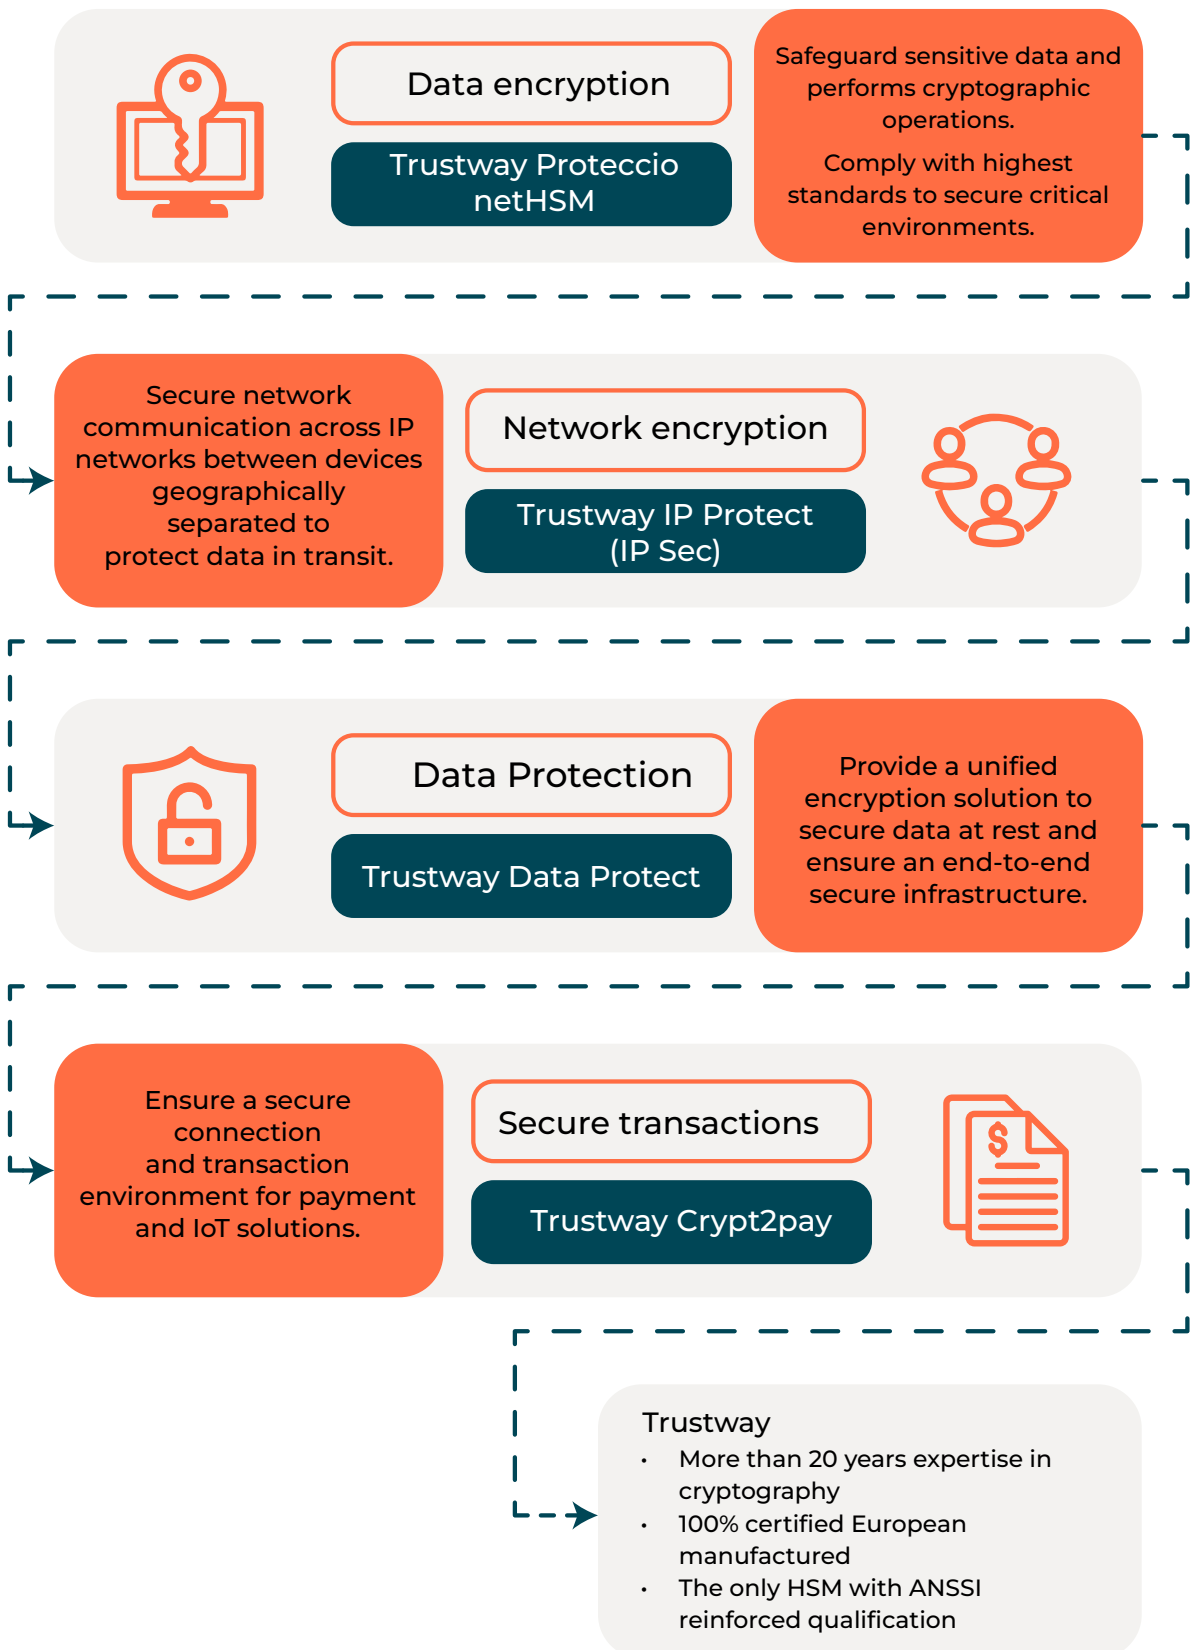 Data encryption
Trustway Proteccio
netHSM
Safeguard sensitive data and
performs cryptographic
operations.
Comply with highest
standards to secure critical
environments.
Secure network
communication across IP
networks between devices
geographically
separated to
protect data in transit.
Network encryption
Trustway IP Protect
(IP Sec)
Data Protection
Trustway Data Protect
Provide a unified
encryption solution to
secure data at rest and
ensure an end-to-end
secure infrastructure.
Ensure a secure
connection
and transaction
environment for payment
and IoT solutions.
Secure transactions
Trustway Crypt2pay
$
Trustway
• More than 20 years expertise in
cryptography
• 100% certified European
manufactured
• The only HSM with ANSSI
reinforced qualification